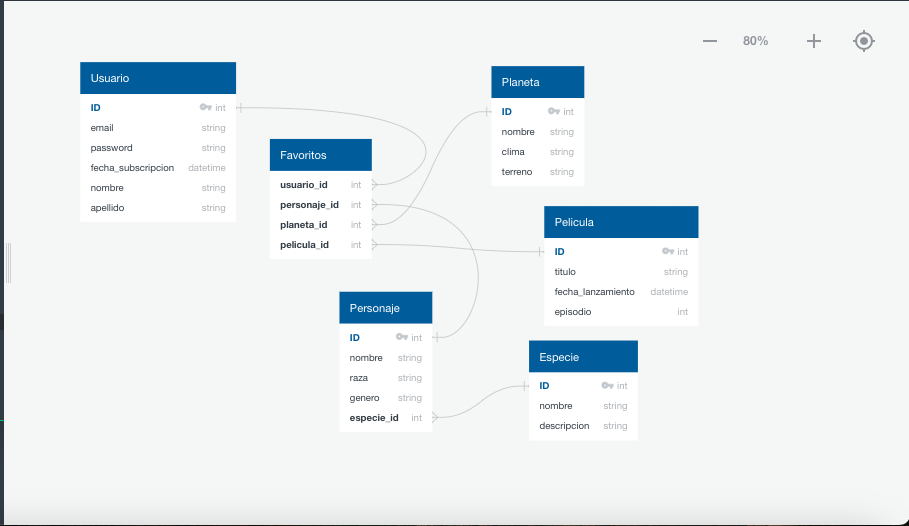 80%
Usuario
ID int
email string
password string
fecha_subscripcion datetime
nombre string
apellido string
Favoritos
usuario_id int
personaje_id int
planeta_id int
pelicula_id int
Planeta
ID int
nombre string
clima string
terreno string
Pelicula
ID int
titulo string
fecha_lanzamiento datetime
episodio int
Personaje
ID int
nombre string
raza string
genero string
especie_id int
Especie
ID int
nombre string
descripcion string